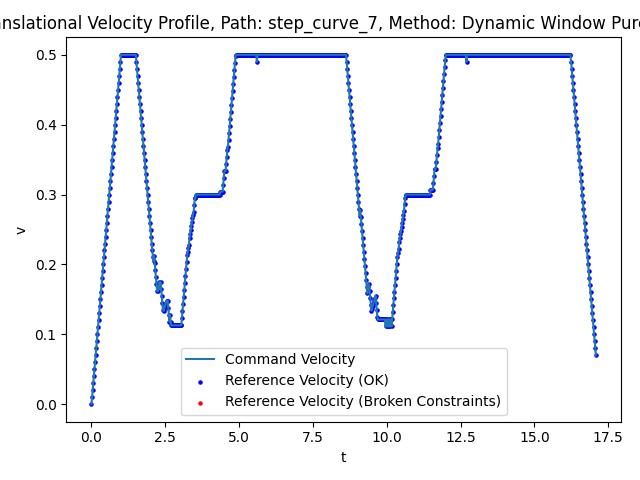 nslational Velocity Profile, Path: step_curve_7, Method: Dynamic Window Pur
0.5
0.4
0.3
0.2
0.1
0.0
v
Command Velocity
Reference Velocity (OK)
Reference Velocity (Broken Constraints)
0.0 2.5 5.0 7.5 10.0 12.5 15.0 17.5
t